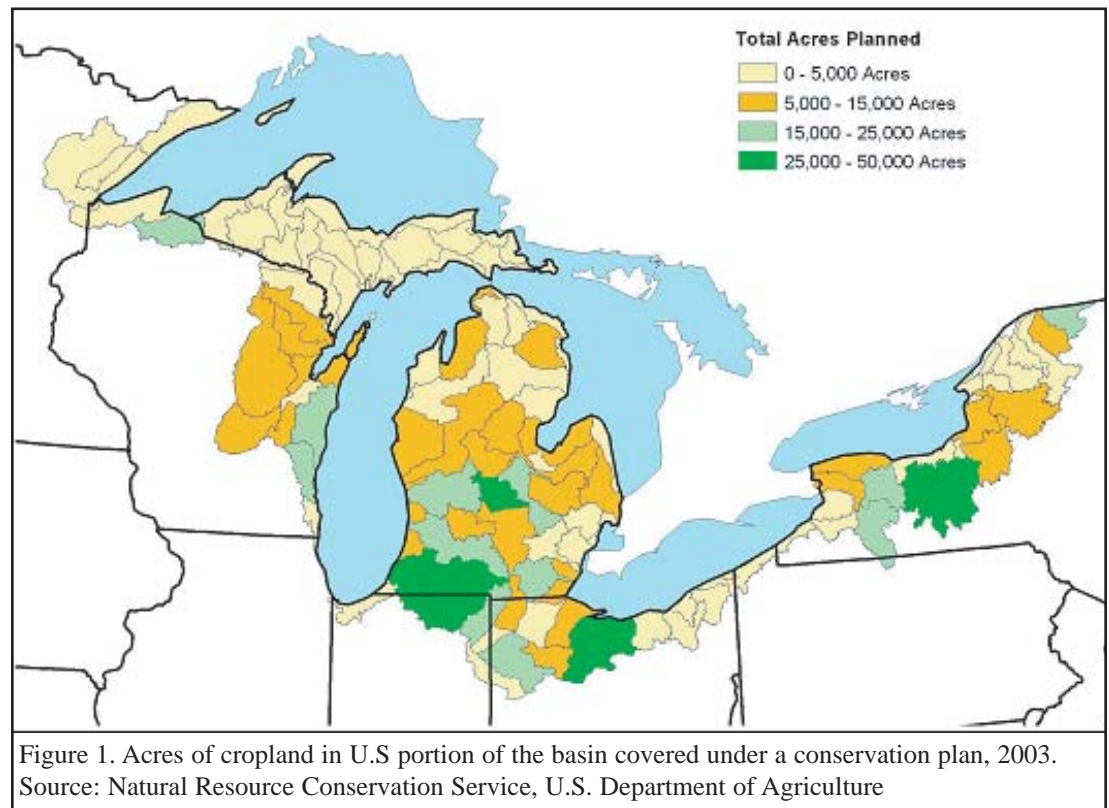 Total Acres Planned
0 - 5,000 Acres
5,000 - 15,000 Acres
15,000 - 25,000 Acres
25,000 - 50,000 Acres
Figure 1. Acres of cropland in U.S portion of the basin covered under a conservation plan, 2003.
Source: Natural Resource Conservation Service, U.S. Department of Agriculture